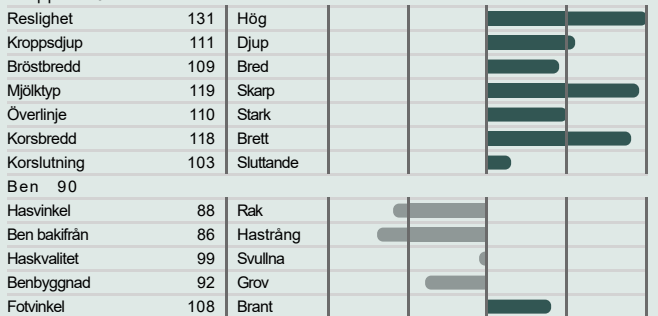 Reslighet 131 Hög
Kroppsdjup 111 Djup
Bröstbredd 109 Bred
Mjölktyp 119 Skarp
Överlinje 110 Stark
Korsbredd 118 Brett
Korslutning 103 Sluttande
Ben 90
Hasvinkel 88 Rak
Ben bakifrån 86 Hastrång
Haskvalitet 99 Svullna
Benbyggnad 92 Grov
Fotvinkel 108 Brant